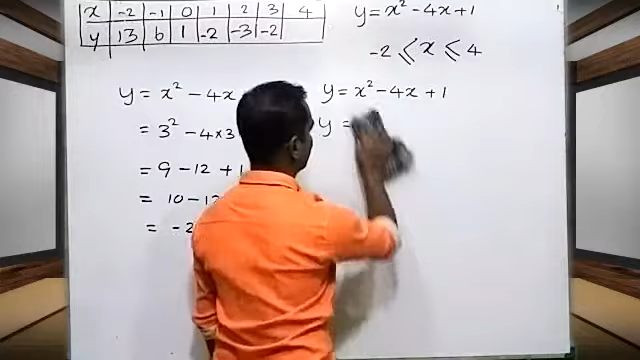 x -2 -1 0 1 2 3 4
y 13 6 1 -2 -3 -2
y = x² - 4x + 1
-2 ≤ x ≤ 4
y = x² - 4x
= 3² - 4×3
= 9 - 12 + 1
= 10 - 12
= -2
y = x² - 4x + 1
y =